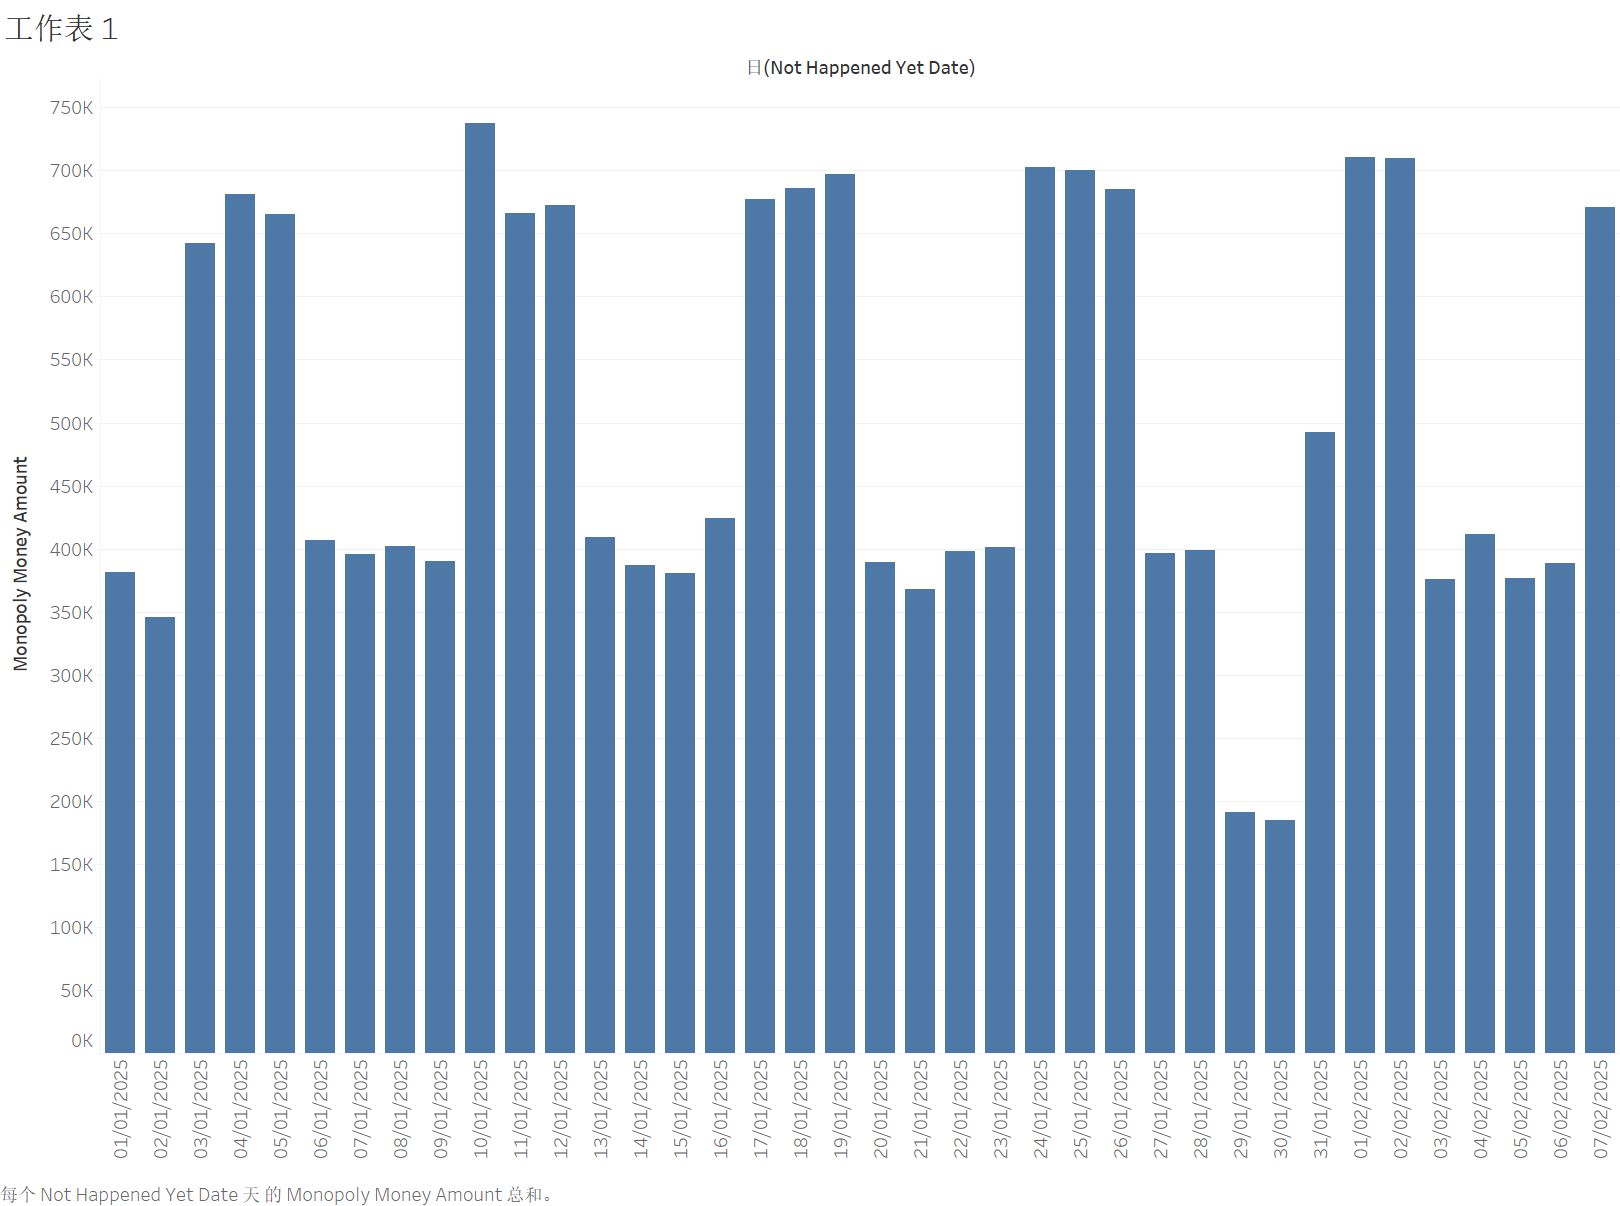 工作表 1
日(Not Happened Yet Date)
750K
700K
650K
600K
550K
500K
450K
400K
350K
300K
250K
200K
150K
100K
50K
0K
Monopoly Money Amount
01/01/2025
02/01/2025
03/01/2025
04/01/2025
05/01/2025
06/01/2025
07/01/2025
08/01/2025
09/01/2025
10/01/2025
11/01/2025
12/01/2025
13/01/2025
14/01/2025
15/01/2025
16/01/2025
17/01/2025
18/01/2025
19/01/2025
20/01/2025
21/01/2025
22/01/2025
23/01/2025
24/01/2025
25/01/2025
26/01/2025
27/01/2025
28/01/2025
29/01/2025
30/01/2025
31/01/2025
01/02/2025
02/02/2025
03/02/2025
04/02/2025
05/02/2025
06/02/2025
07/02/2025
每个 Not Happened Yet Date 天 的 Monopoly Money Amount 总和。